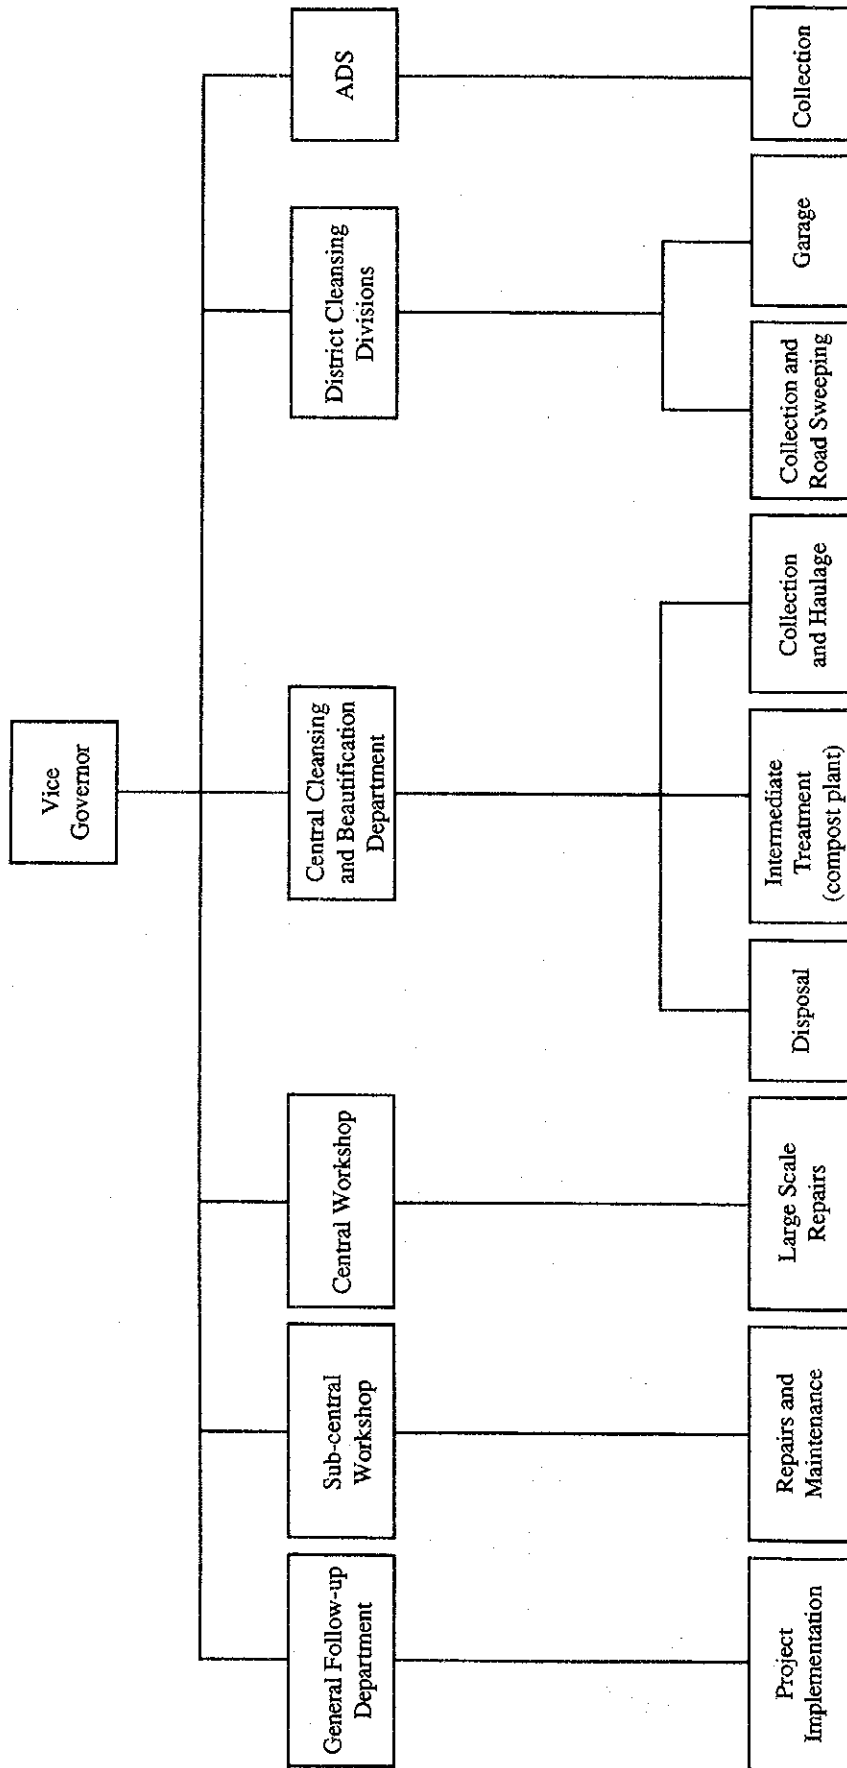 Vice
Governor
General Follow-up
Department
Sub-central
Workshop
Central Workshop
Central Cleansing
and Beautification
Department
District Cleansing
Divisions
ADS
Project
Implementation
Repairs and
Maintenance
Large Scale
Repairs
Disposal
Intermediate
Treatment
(compost plant)
Collection
and Haulage
Collection and
Road Sweeping
Garage
Collection